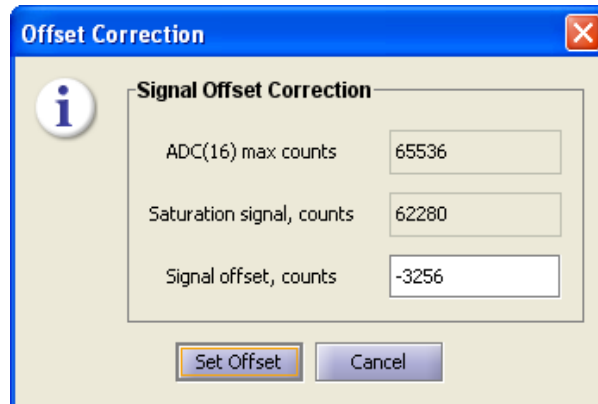 Offset Correction
Signal Offset Correction
ADC(16) max counts 65536
Saturation signal, counts 62280
Signal offset, counts -3256
Set Offset Cancel